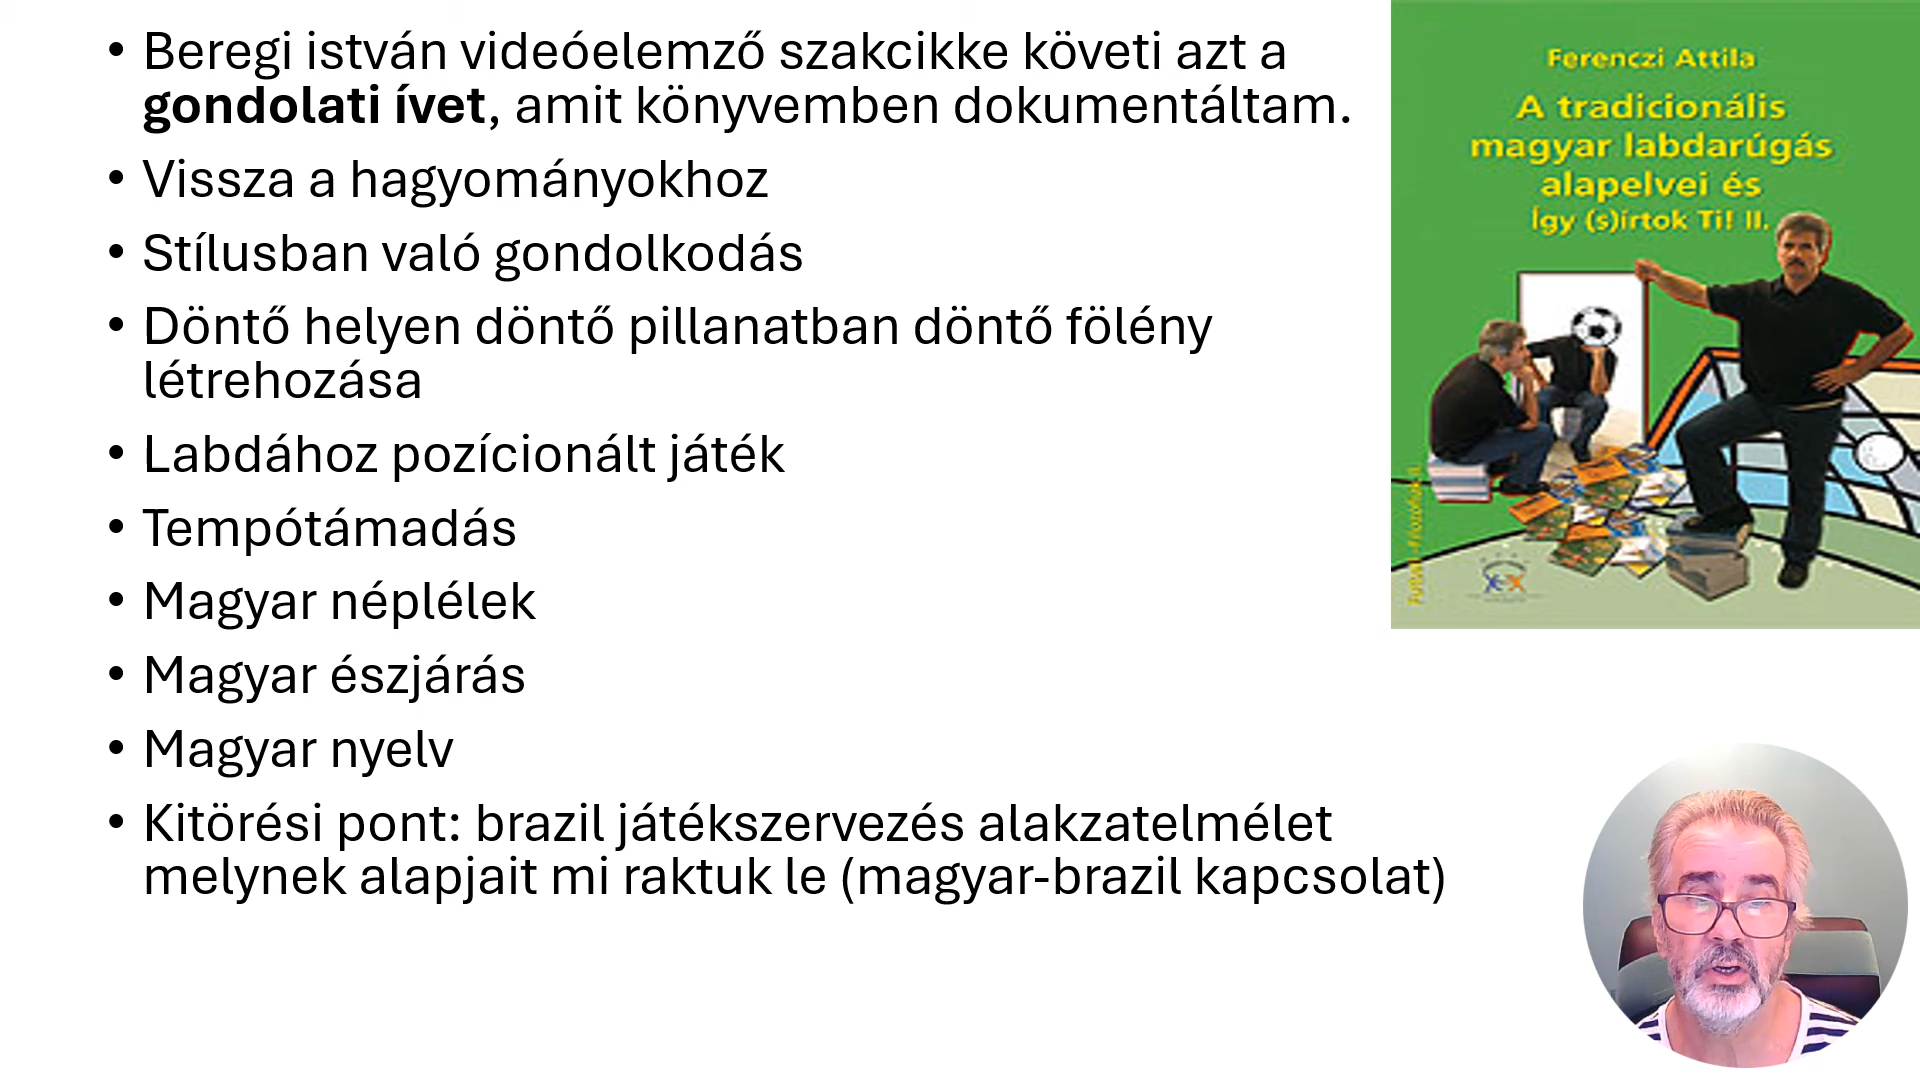 • Beregi istván videóelemző szakcikke követi azt a
gondolati ívet, amit könyvemben dokumentáltam.
• Vissza a hagyományokhoz
• Stílusban való gondolkodás
• Döntő helyen döntő pillanatban döntő fölény
létrehozása
• Labdához pozícionált játék
• Tempótámadás
• Magyar néplélek
• Magyar észjárás
• Magyar nyelv
• Kitörési pont: brazil játékszervezés alakzatelmélet
melynek alapjait mi raktuk le (magyar-brazil kapcsolat)
Ferenczi Attila
A tradicionális
magyar labdarúgás
alapelvei és
Így (s)írtok Ti! II.